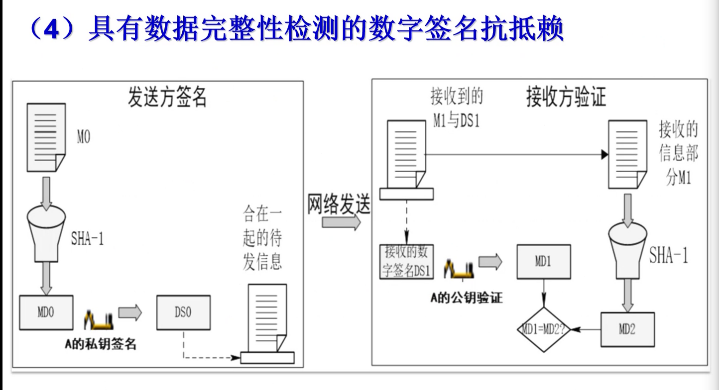 （4）具有数据完整性检测的数字签名抗抵赖
发送方签名
M0
SHA-1
MD0
A的私钥签名
DS0
合在一
起的待
发信息
网络发送
接收到的
M1与DS1
接收方验证
接收的
信息部
分M1
接收的数
字签名DS1
A的公钥验证
MD1
SHA-1
MD1=MD2?
MD2